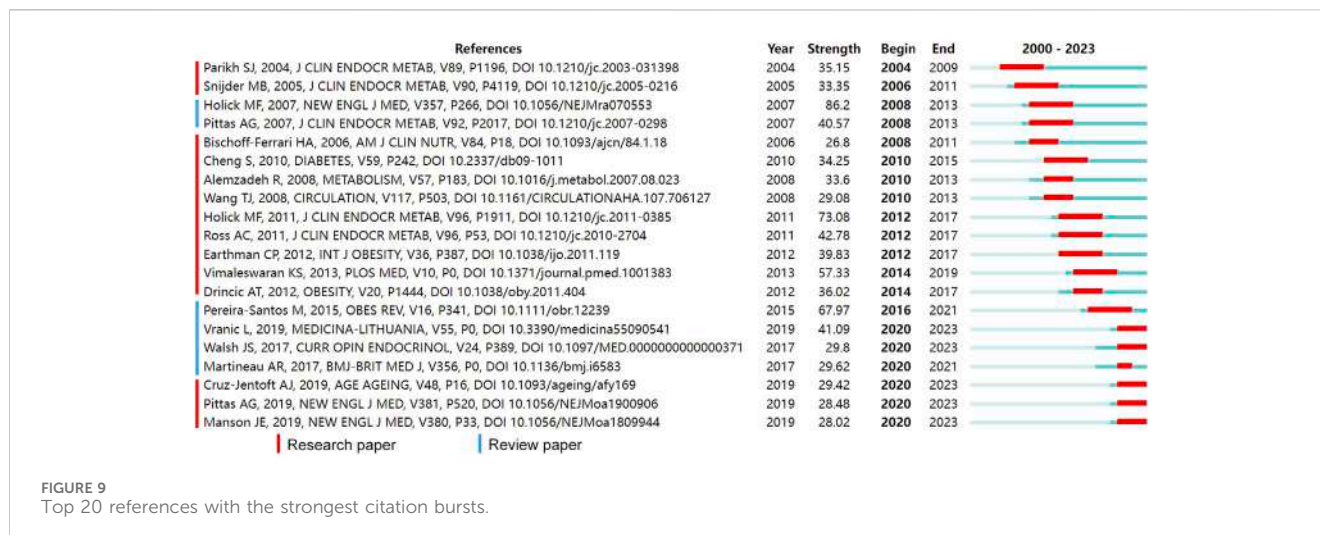 References Year Strength Begin End 2000 - 2023
Parikh SJ, 2004, J CLIN ENDOCR METAB, V89, P1196, DOI 10.1210/jc.2003-031398 2004 35.15 2004 2009
Snijder MB, 2005, J CLIN ENDOCR METAB, V90, P4119, DOI 10.1210/jc.2005-0216 2005 33.35 2006 2011
Holick MF, 2007, NEW ENGL J MED, V357, P266, DOI 10.1056/NEJMra070553 2007 86.2 2008 2013
Pittas AG, 2007, J CLIN ENDOCR METAB, V92, P2017, DOI 10.1210/jc.2007-0298 2007 40.57 2008 2013
Bischoff-Ferrari HA, 2006, AM J CLIN NUTR, V84, P18, DOI 10.1093/ajcn/84.1.18 2006 26.8 2008 2011
Cheng S, 2010, DIABETES, V59, P242, DOI 10.2337/db09-1011 2010 34.25 2010 2015
Alemzadeh R, 2008, METABOLISM, V57, P183, DOI 10.1016/j.metabol.2007.08.023 2008 33.6 2010 2013
Wang TJ, 2008, CIRCULATION, V117, P503, DOI 10.1161/CIRCULATIONAHA.107.706127 2008 29.08 2010 2013
Holick MF, 2011, J CLIN ENDOCR METAB, V96, P1911, DOI 10.1210/jc.2011-0385 2011 73.08 2012 2017
Ross AC, 2011, J CLIN ENDOCR METAB, V96, P53, DOI 10.1210/jc.2010-2704 2011 42.78 2012 2017
Earthman CP, 2012, INT J OBESITY, V36, P387, DOI 10.1038/ijo.2011.119 2012 39.83 2012 2017
Vimaleswaran KS, 2013, PLOS MED, V10, P0, DOI 10.1371/journal.pmed.1001383 2013 57.33 2014 2019
Drincic AT, 2012, OBESITY, V20, P1444, DOI 10.1038/oby.2011.404 2012 36.02 2014 2017
Pereira-Santos M, 2015, OBES REV, V16, P341, DOI 10.1111/obr.12239 2015 67.97 2016 2021
Vranic L, 2019, MEDICINA-LITHUANIA, V55, P0, DOI 10.3390/medicina55090541 2019 41.09 2020 2023
Walsh JS, 2017, CURR OPIN ENDOCRINOL, V24, P389, DOI 10.1097/MED.0000000000000371 2017 29.8 2020 2023
Martineau AR, 2017, BMJ-BRIT MED J, V356, P0, DOI 10.1136/bmj.i6583 2017 29.62 2020 2021
Cruz-Jentoft AJ, 2019, AGE AGEING, V48, P16, DOI 10.1093/ageing/afy169 2019 29.42 2020 2023
Pittas AG, 2019, NEW ENGL J MED, V381, P520, DOI 10.1056/NEJMoa1900906 2019 28.48 2020 2023
Manson JE, 2019, NEW ENGL J MED, V380, P33, DOI 10.1056/NEJMoa1809944 2019 28.02 2020 2023
Research paper Review paper
FIGURE 9
Top 20 references with the strongest citation bursts.